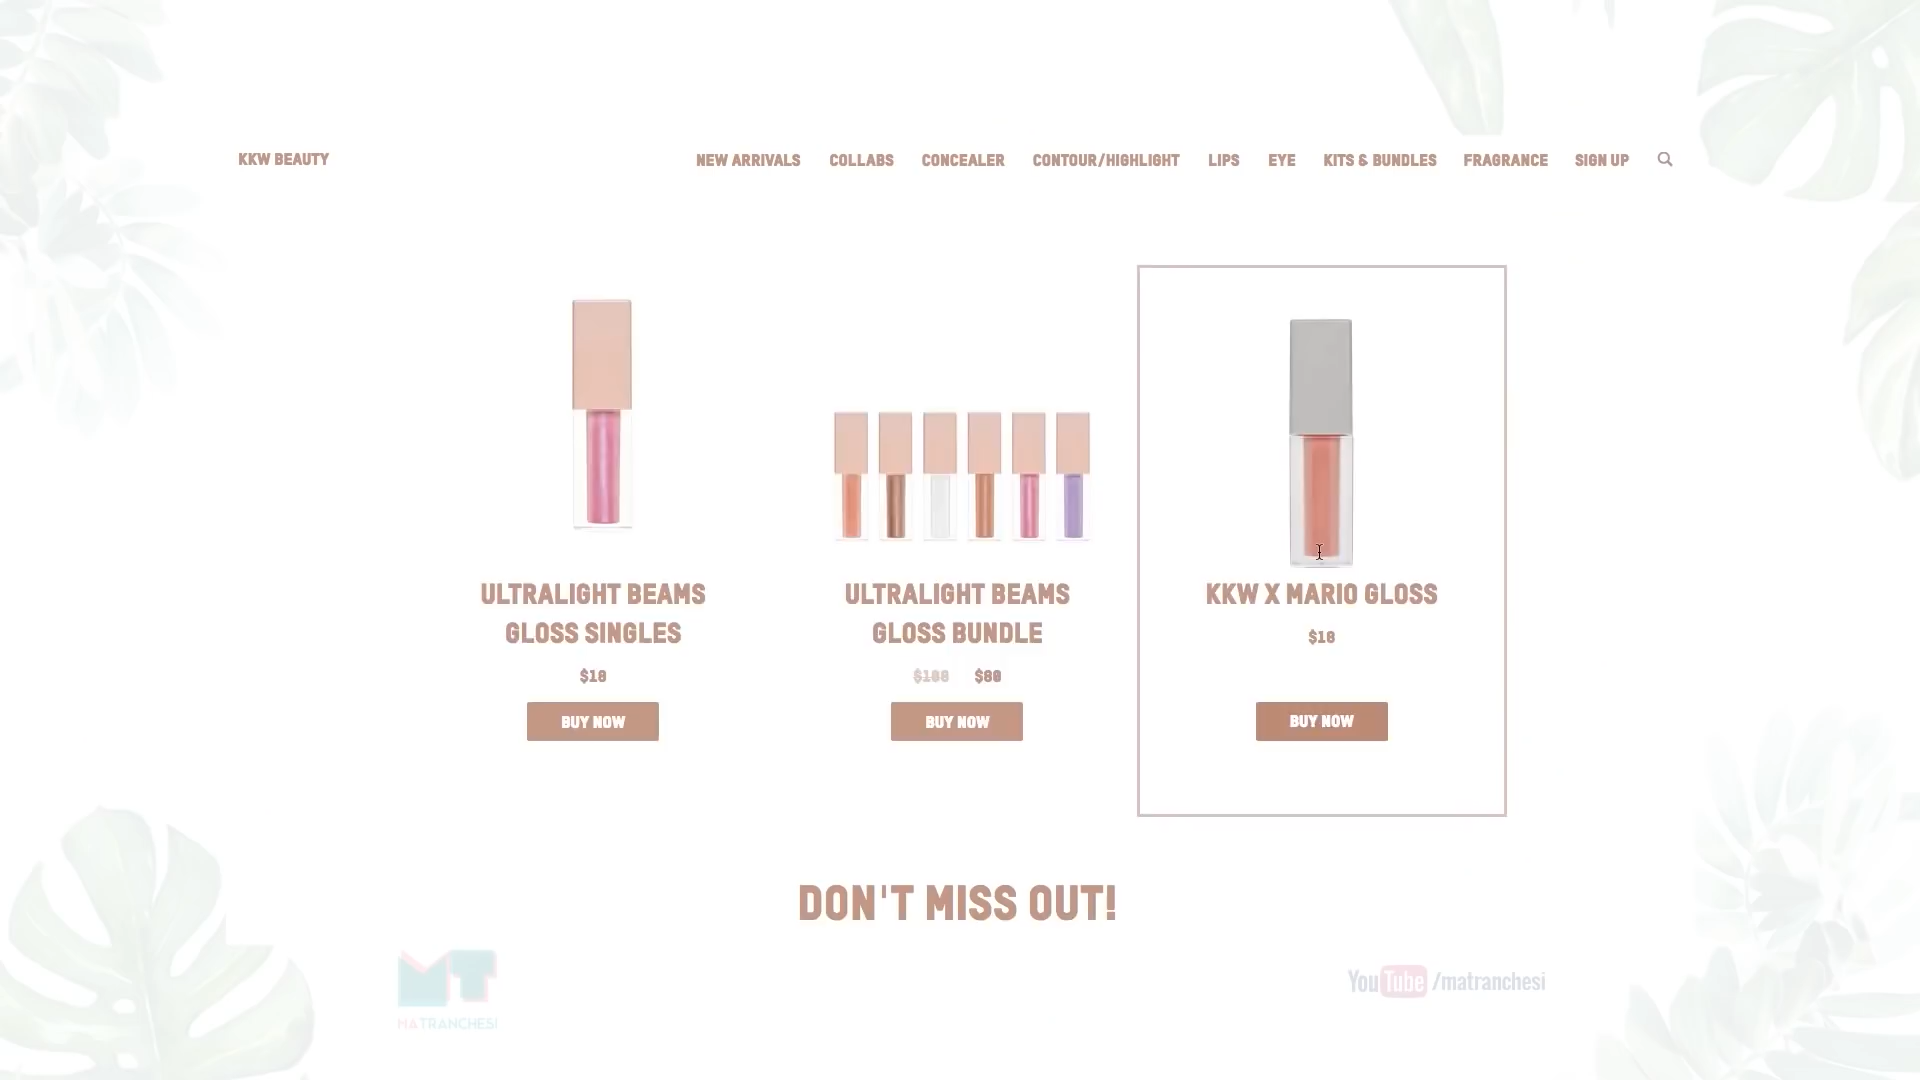 KKW BEAUTY
NEW ARRIVALS COLLABS CONCEALER CONTOUR/HIGHLIGHT LIPS EYE KITS & BUNDLES FRAGRANCE SIGN UP
ULTRALIGHT BEAMS
GLOSS SINGLES
$18
BUY NOW
ULTRALIGHT BEAMS
GLOSS BUNDLE
$108 $80
BUY NOW
KKW X MARIO GLOSS
$18
BUY NOW
DON'T MISS OUT!
MT
MATRANCHESI
YouTube /matranchesi